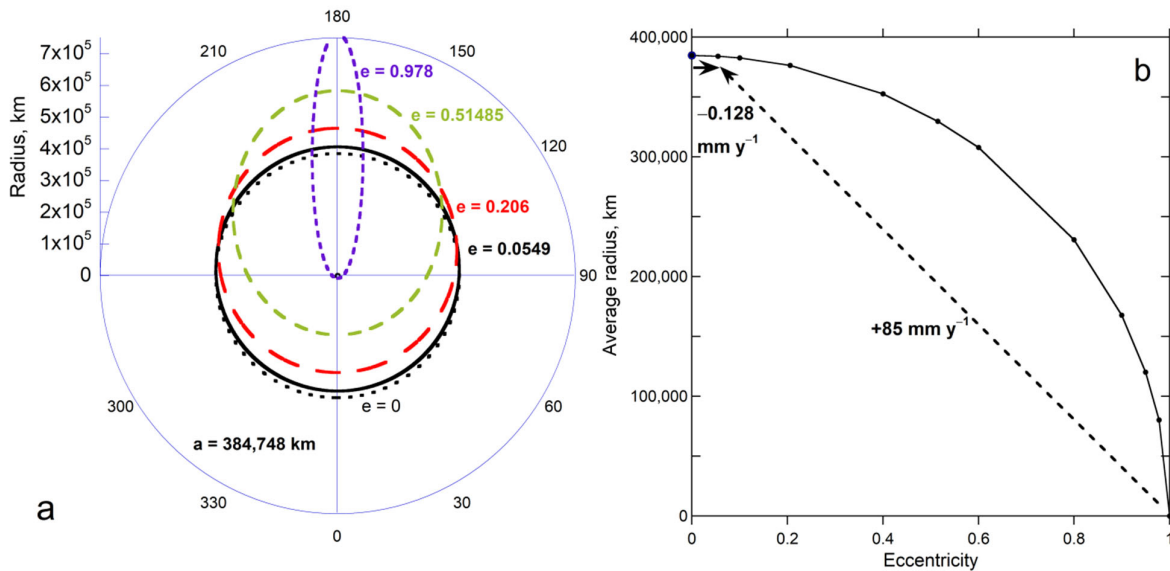 180
210
150
7x10⁵
6x10⁵
5x10⁵
4x10⁵
3x10⁵
2x10⁵
1x10⁵
0
Radius, km
e = 0.978
e = 0.51485
120
e = 0.206
e = 0.0549
90
e = 0
300
60
a = 384,748 km
330
30
0
a
400,000
300,000
200,000
100,000
0
Average radius, km
b
−0.128
mm y⁻¹
+85 mm y⁻¹
0
0.2
0.4
0.6
0.8
1
Eccentricity